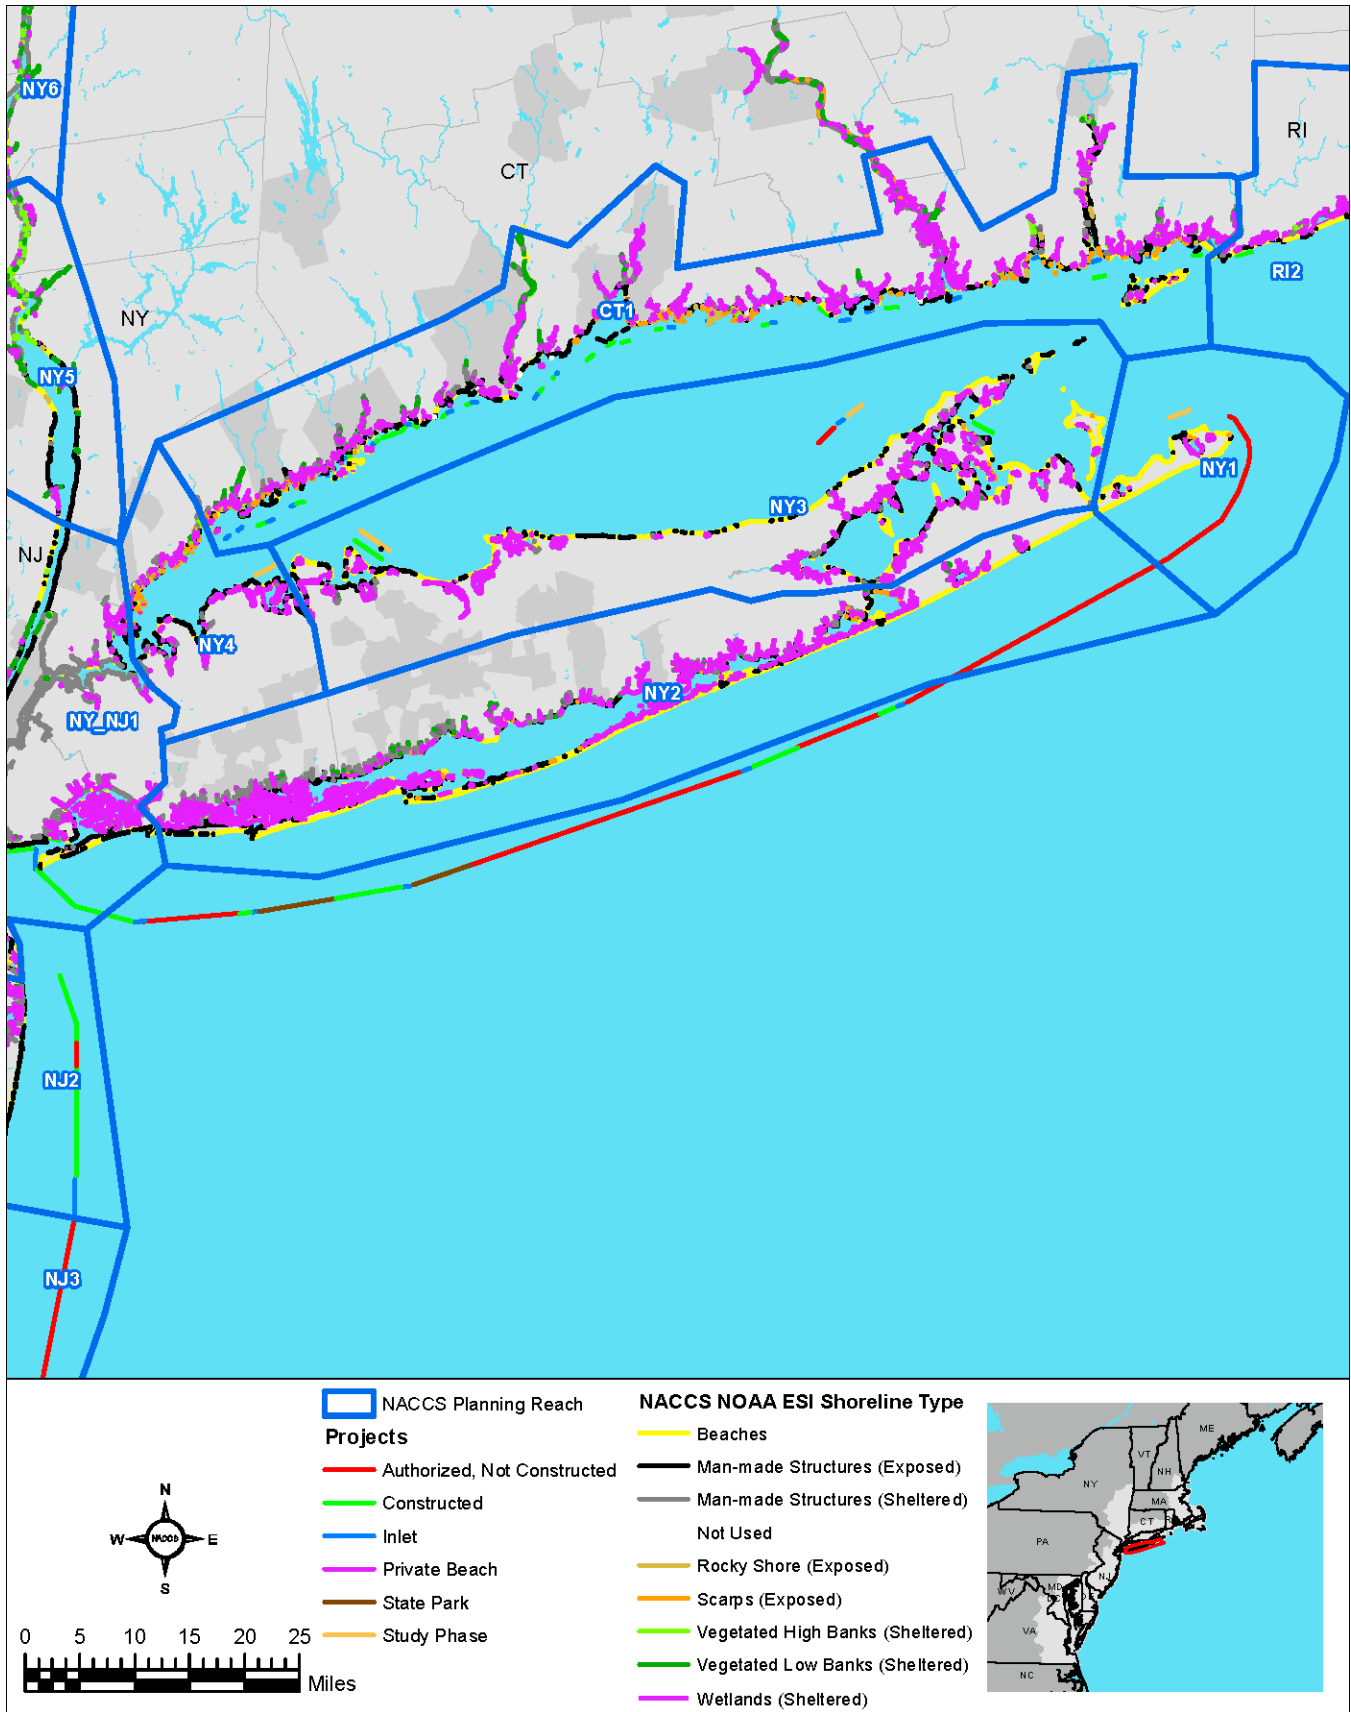 NY6
RI
CT
CT1
RI2
NY
NY5
NY1
NY3
NJ
NY4
NY2
NY_NJ1
NJ2
NJ3
NACCS Planning Reach
Projects
Authorized, Not Constructed
Constructed
Inlet
Private Beach
State Park
Study Phase
NACCS NOAA ESI Shoreline Type
Beaches
Man-made Structures (Exposed)
Man-made Structures (Sheltered)
Not Used
Rocky Shore (Exposed)
Scarps (Exposed)
Vegetated High Banks (Sheltered)
Vegetated Low Banks (Sheltered)
Wetlands (Sheltered)
N
W NACCS E
S
0 5 10 15 20 25
Miles
ME
VT
NH
NY
MA
CT
PA
NJ
MD
WV
VA
NC